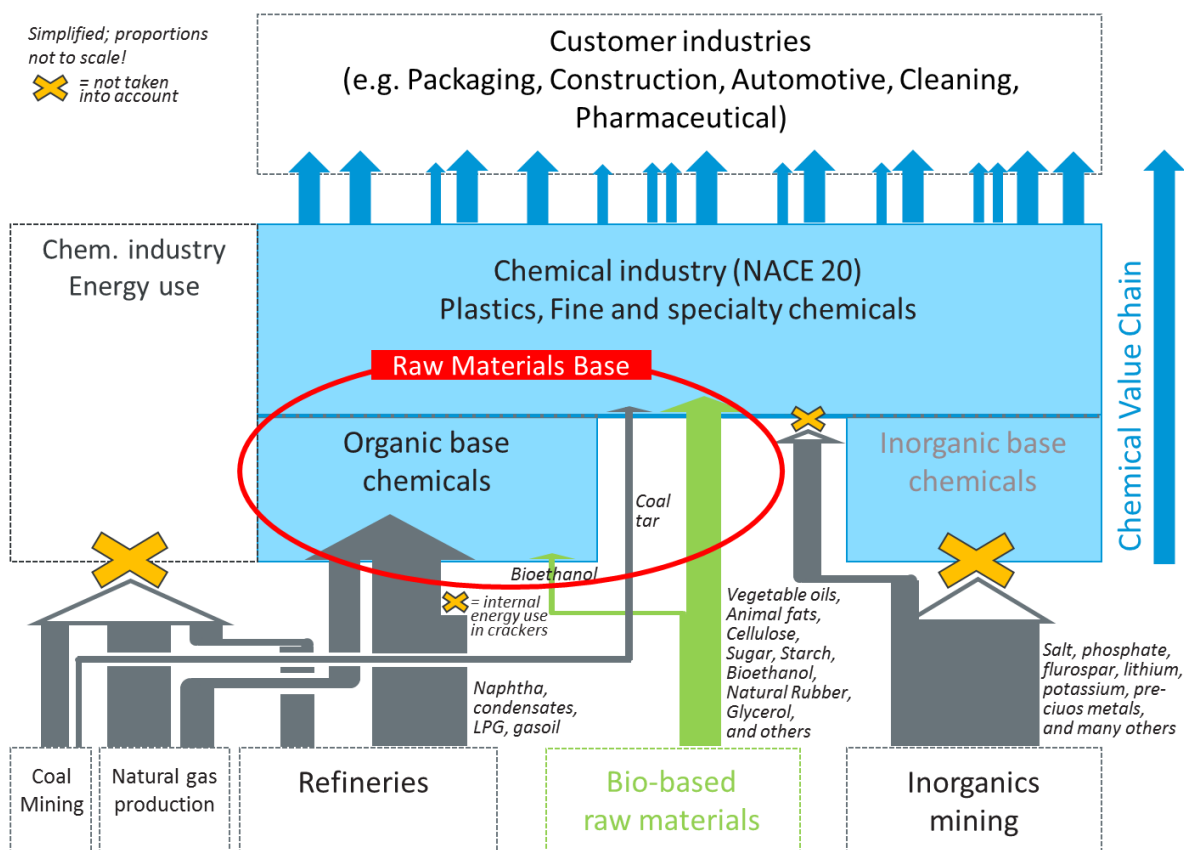 Simplified; proportions
not to scale!
= not taken
into account
Customer industries
(e.g. Packaging, Construction, Automotive, Cleaning,
Pharmaceutical)
Chem. industry
Energy use
Chemical industry (NACE 20)
Plastics, Fine and specialty chemicals
Raw Materials Base
Organic base
chemicals
Inorganic base
chemicals
Chemical Value Chain
Coal
tar
Bioethanol
= internal
energy use
in crackers
Vegetable oils,
Animal fats,
Cellulose,
Sugar, Starch,
Bioethanol,
Natural Rubber,
Glycerol,
and others
Naphtha,
condensates,
LPG, gasoil
Salt, phosphate,
flurospar, lithium,
potassium, pre-
ciuos metals,
and many others
Coal
Mining
Natural gas
production
Refineries
Bio-based
raw materials
Inorganics
mining